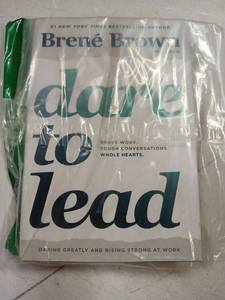 #1 NEW YORK TIMES BESTSELLING AUTHOR
Brené Brown
dare
to
BRAVE WORK.
TOUGH CONVERSATIONS.
WHOLE HEARTS.
lead
DARING GREATLY AND RISING STRONG AT WORK